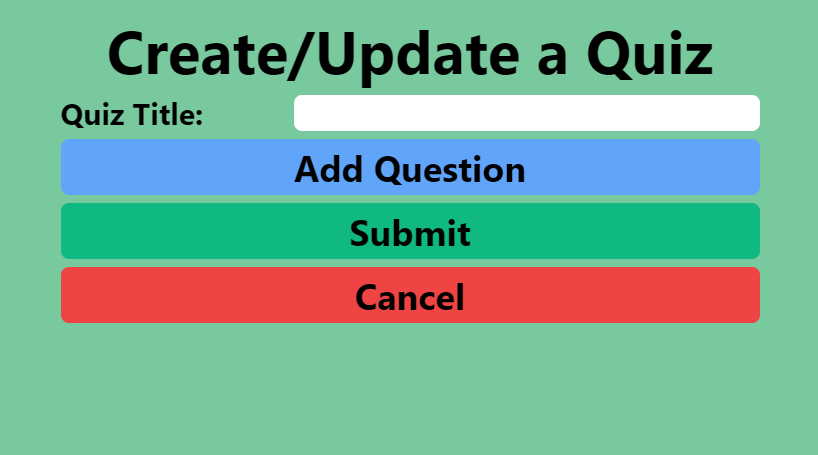 Create/Update a Quiz
Quiz Title:
Add Question
Submit
Cancel